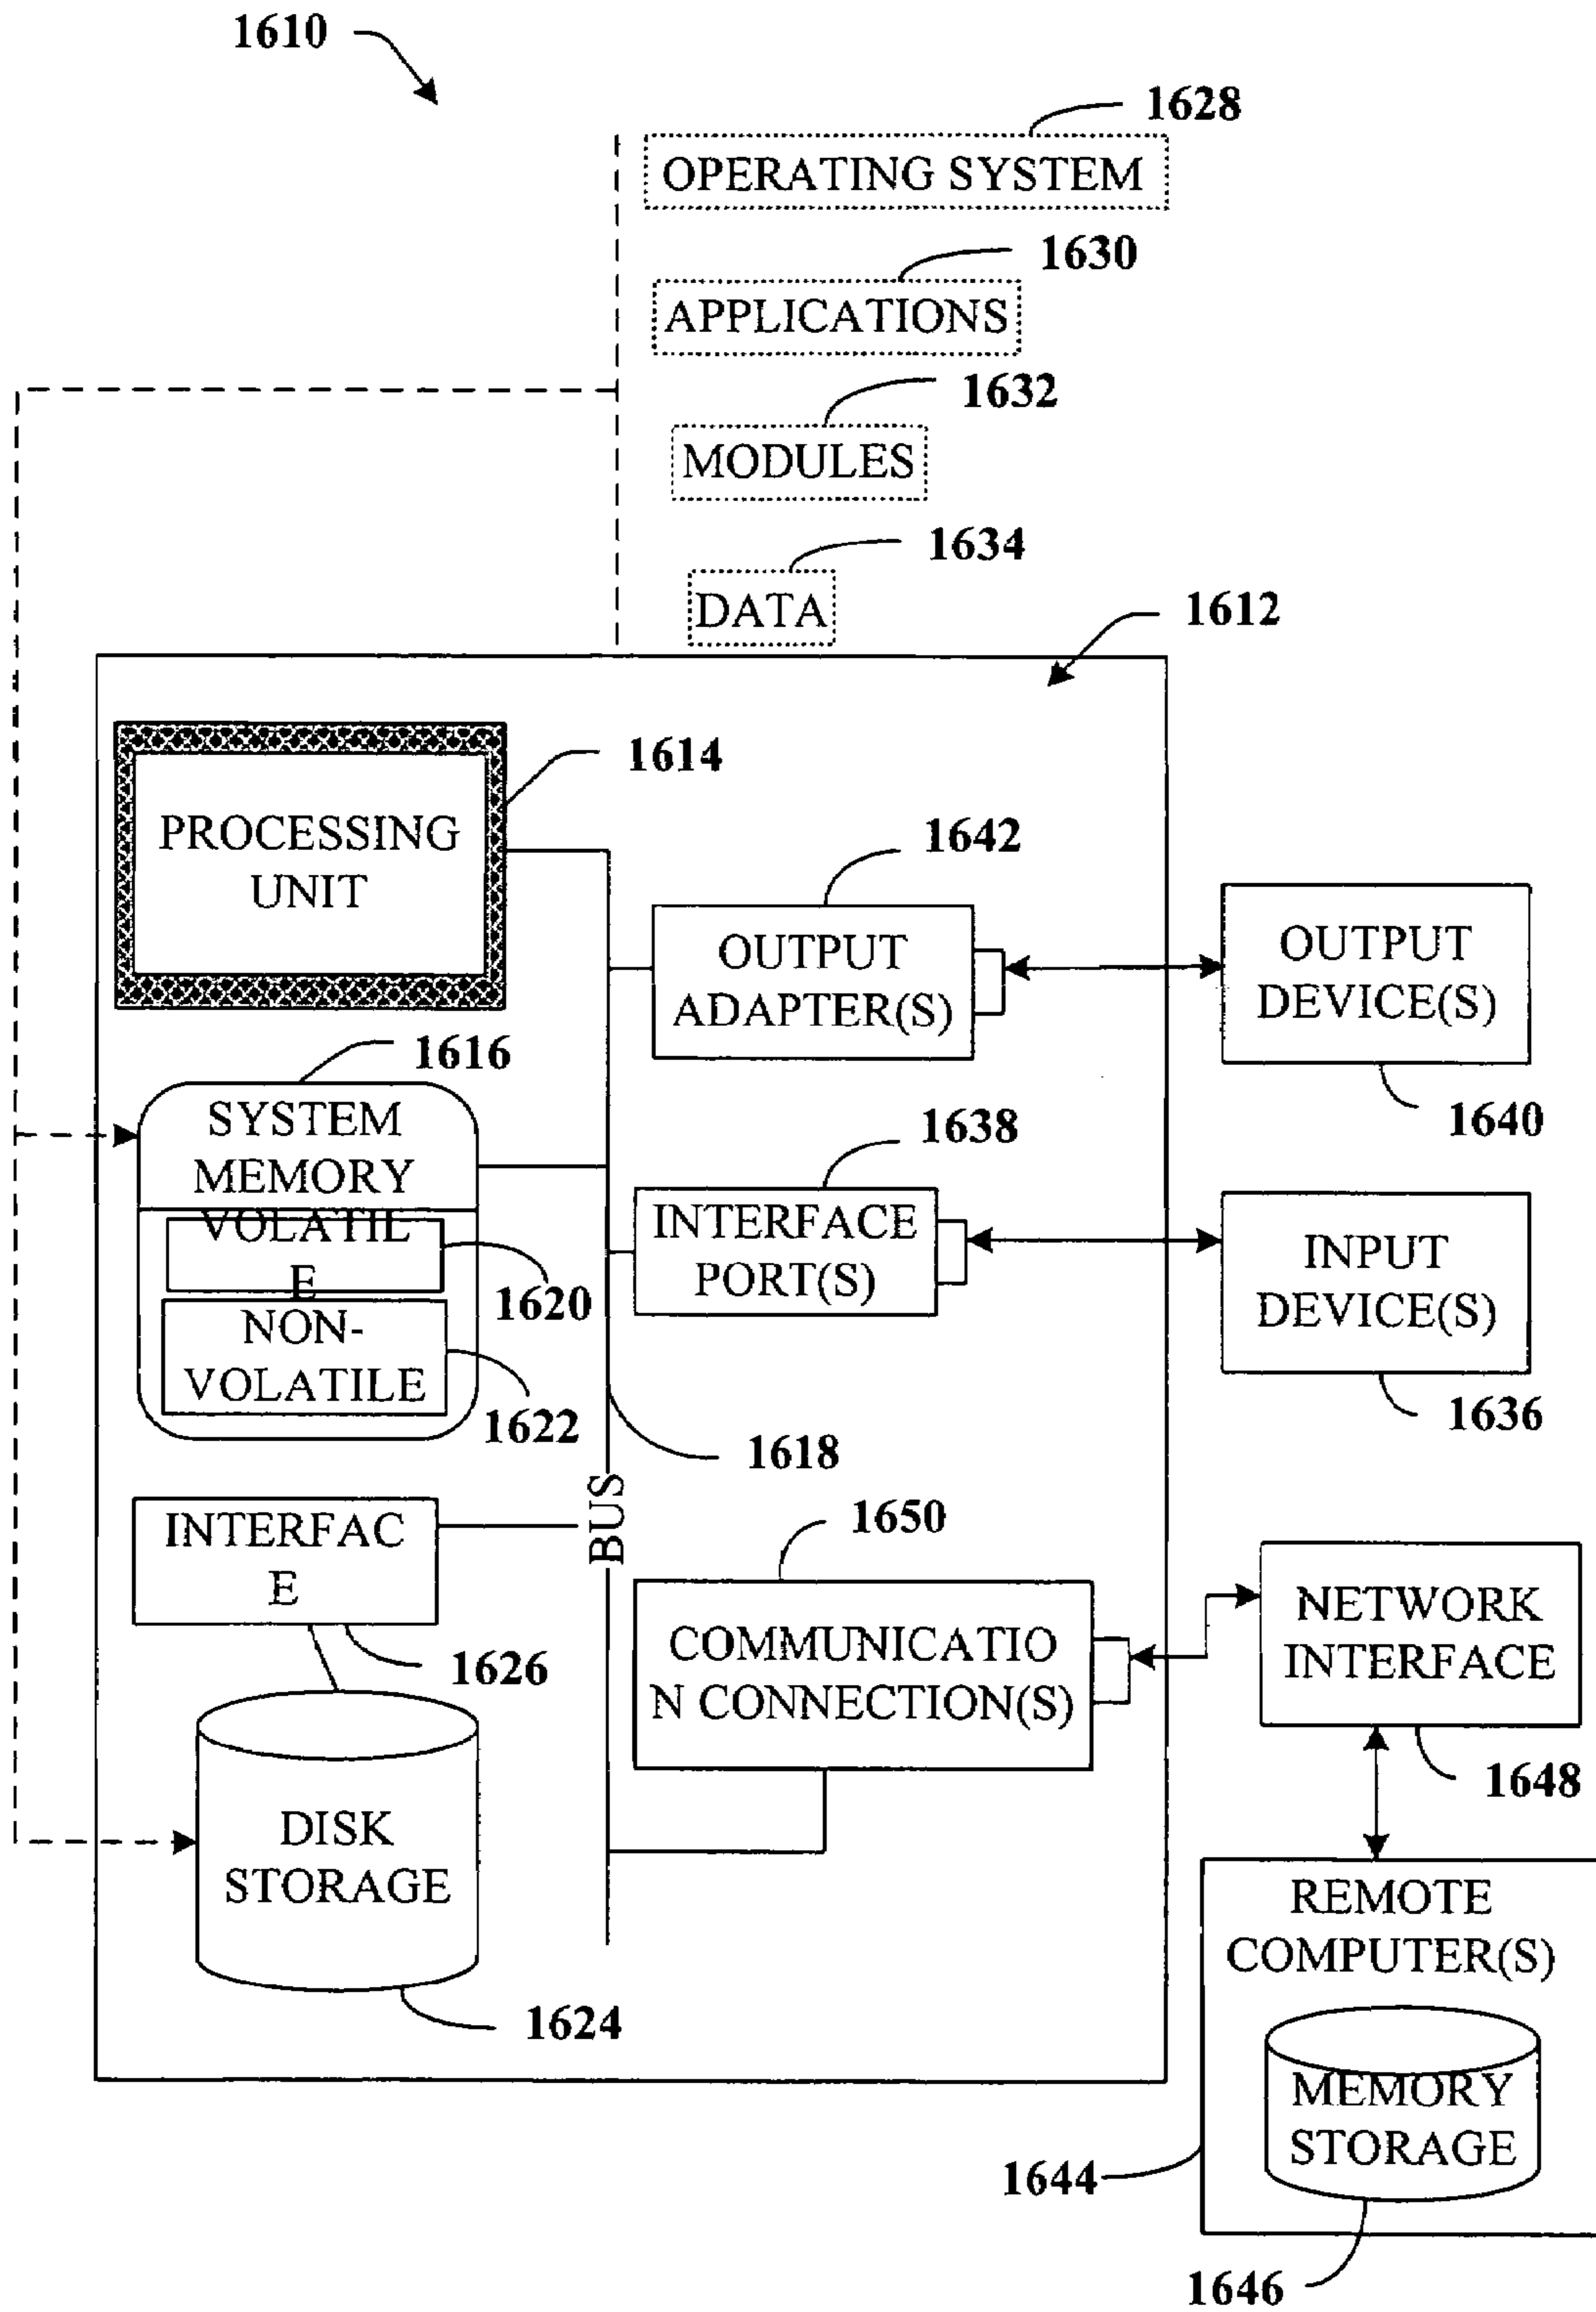 1610
1628
OPERATING SYSTEM
1630
APPLICATIONS
1632
MODULES
1634
DATA
1612
PROCESSING
UNIT
1614
1642
OUTPUT
ADAPTER(S)
OUTPUT
DEVICE(S)
1640
1616
SYSTEM
MEMORY
VOLATIL
E
1620
NON-
VOLATILE
1622
1638
INTERFACE
PORT(S)
INPUT
DEVICE(S)
1636
1618
BUS
INTERFAC
E
1626
1650
COMMUNICATIO
N CONNECTION(S)
NETWORK
INTERFACE
1648
DISK
STORAGE
1624
REMOTE
COMPUTER(S)
MEMORY
STORAGE
1644
1646